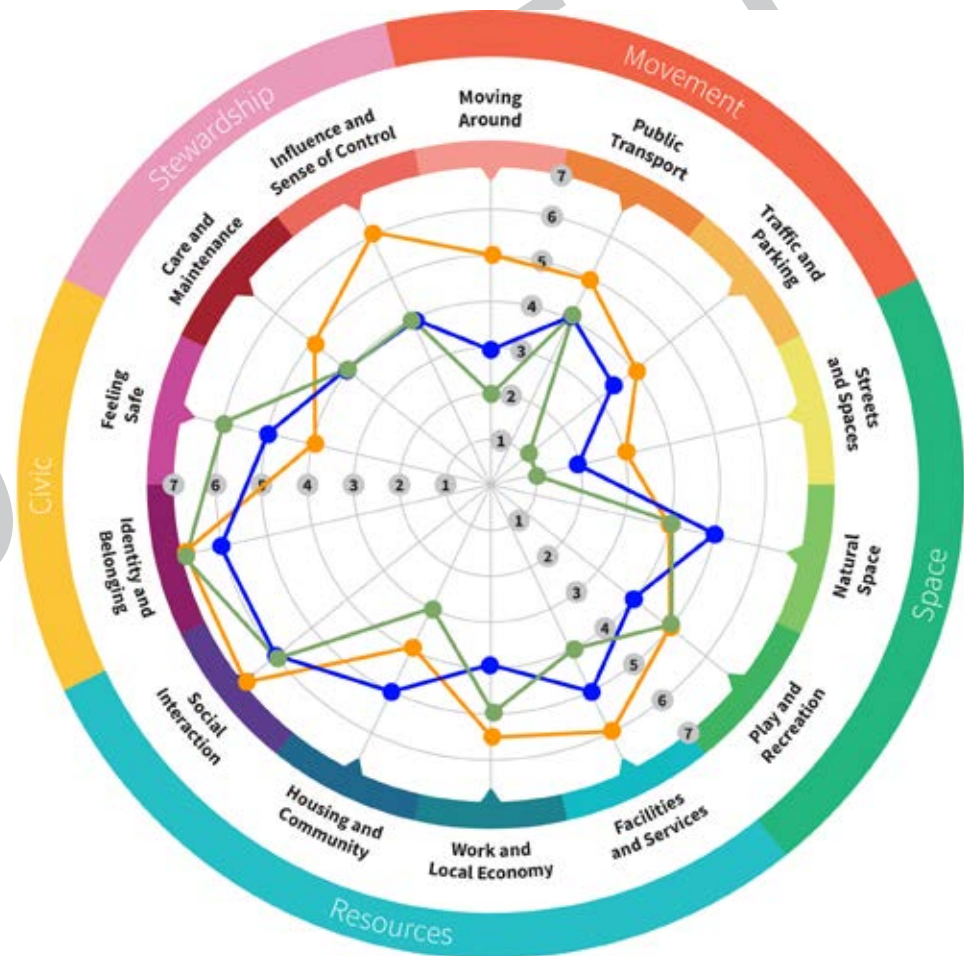 Movement
Stewardship
Civic
Resources
Space
Moving
Around
Public
Transport
Traffic and
Parking
Streets
and Spaces
Natural
Space
Play and
Recreation
Facilities
and Services
Work and
Local Economy
Housing and
Community
Social
Interaction
Identity and
Belonging
Feeling
Safe
Care and
Maintenance
Influence and
Sense of Control
7
6
5
4
3
2
1
7 6 5 4 3 2 1
1
2
3
4
5
6
7